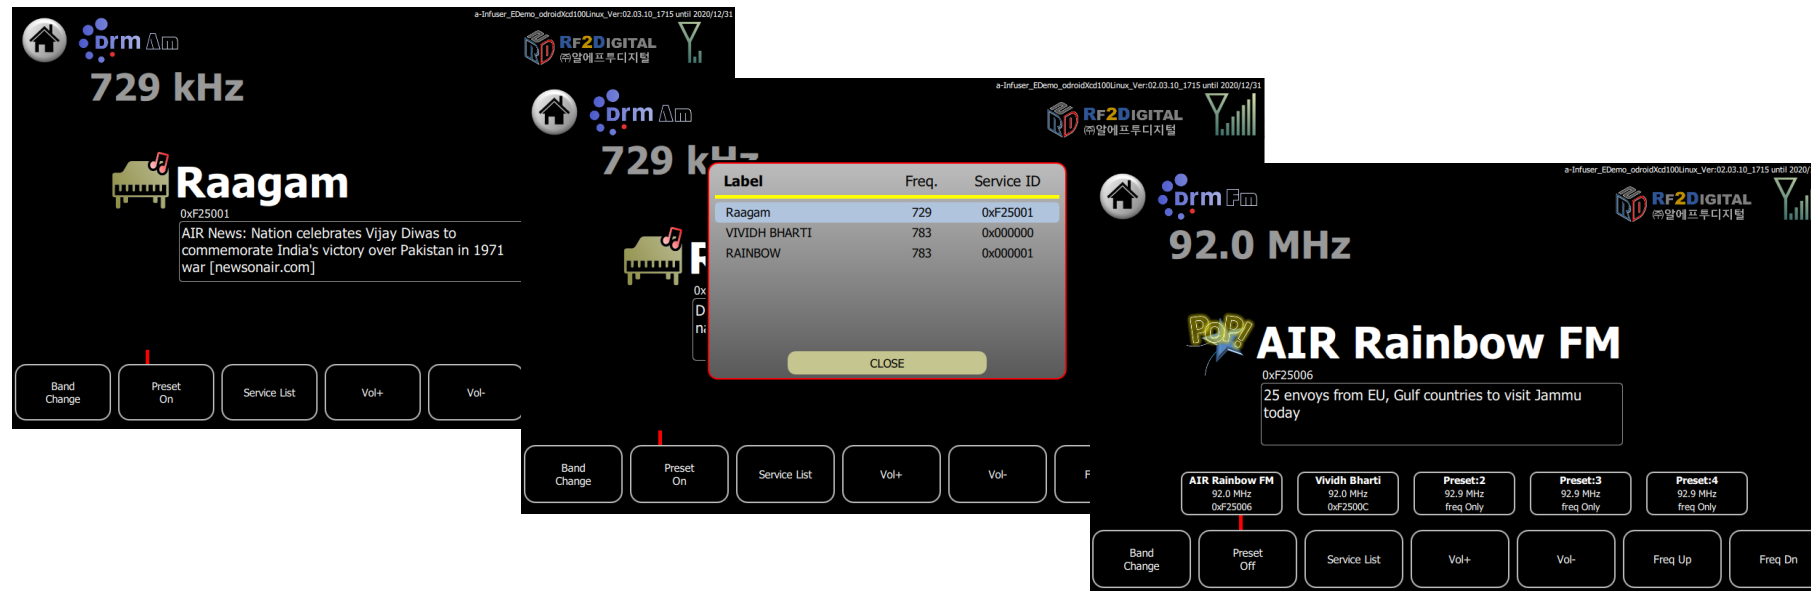 a-Infuser_EDemo_odroidXcd100Linux_Ver:02.03.10_1715 until 2020/12/31
Drm Am
RF2DIGITAL
㈜알에프투디지털
729 kHz
Raagam
0xF25001
AIR News: Nation celebrates Vijay Diwas to
commemorate India's victory over Pakistan in 1971
war [newsonair.com]
Band
Change
Preset
On
Service List
Vol+
Vol-
a-Infuser_EDemo_odroidXcd100Linux_Ver:02.03.10_1715 until 2020/12/31
Drm Am
RF2DIGITAL
㈜알에프투디지털
729 k
Label Freq. Service ID
Raagam 729 0xF25001
VIVIDH BHARTI 783 0x000000
RAINBOW 783 0x000001
CLOSE
Band
Change
Preset
On
Service List
Vol+
Vol-
a-Infuser_EDemo_odroidXcd100Linux_Ver:02.03.10_1715 until 2020/
Drm Fm
RF2DIGITAL
㈜알에프투디지털
92.0 MHz
POP!
AIR Rainbow FM
0xF25006
25 envoys from EU, Gulf countries to visit Jammu
today
AIR Rainbow FM
92.0 MHz
0xF25006
Vividh Bharti
92.0 MHz
0xF2500C
Preset:2
92.9 MHz
freq Only
Preset:3
92.9 MHz
freq Only
Preset:4
92.9 MHz
freq Only
Band
Change
Preset
Off
Service List
Vol+
Vol-
Freq Up
Freq Dn